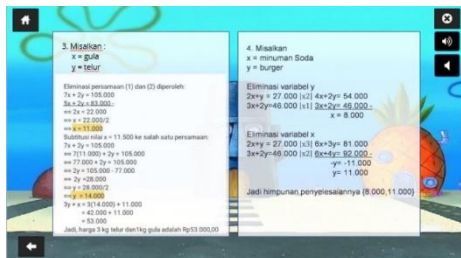 3. Misalkan :
x = gula
y = telur
Eliminasi persamaan (1) dan (2) diperoleh:
7x + 2y = 105.000
5x + 2y = 83.000 -
⇔ 2x = 22.000
⇔ x = 22.000/2
⇔ x = 11.000
Subtitusi nilai x = 11.500 ke salah satu persamaan:
7x + 2y = 105.000
⇔ 7(11.000) + 2y = 105.000
⇔ 77.000 + 2y = 105.000
⇔ 2y = 105.000 - 77.000
⇔ 2y =28.000
⇔ y = 28.000/2
⇔ y = 14.000
3y + x = 3(14.000) + 11.000
= 42.000 + 11.000
= 53.000
Jadi, harga 3 kg telur dan1kg gula adalah Rp53.000,00
4. Misalkan
x = minuman Soda
y = burger
Eliminasi variabel y
2x+y = 27.000 |x2| 4x+2y= 54.000
3x+2y=46.000 |x1| 3x+2y= 46.000 -
x = 8.000
Eliminasi variabel x
2x+y = 27.000 |x3| 6x+3y= 81.000
3x+2y=46.000 |x2| 6x+4y= 92.000 -
-y= -11.000
y= 11.000
Jadi himpunan penyelesaiannya {8.000,11.000}